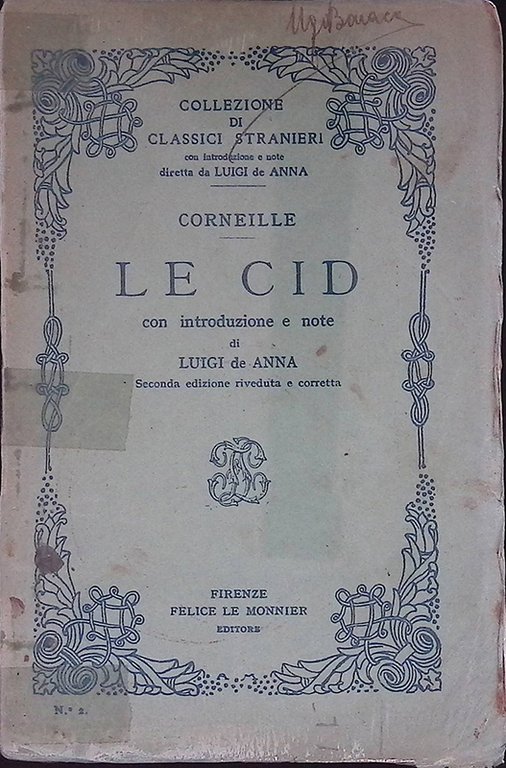 COLLEZIONE
DI
CLASSICI STRANIERI
con introduzione e note
diretta da LUIGI de ANNA
CORNEILLE
LE CID
con introduzione e note
di
LUIGI de ANNA
Seconda edizione riveduta e corretta
FIRENZE
FELICE LE MONNIER
EDITORE
N.° 2.